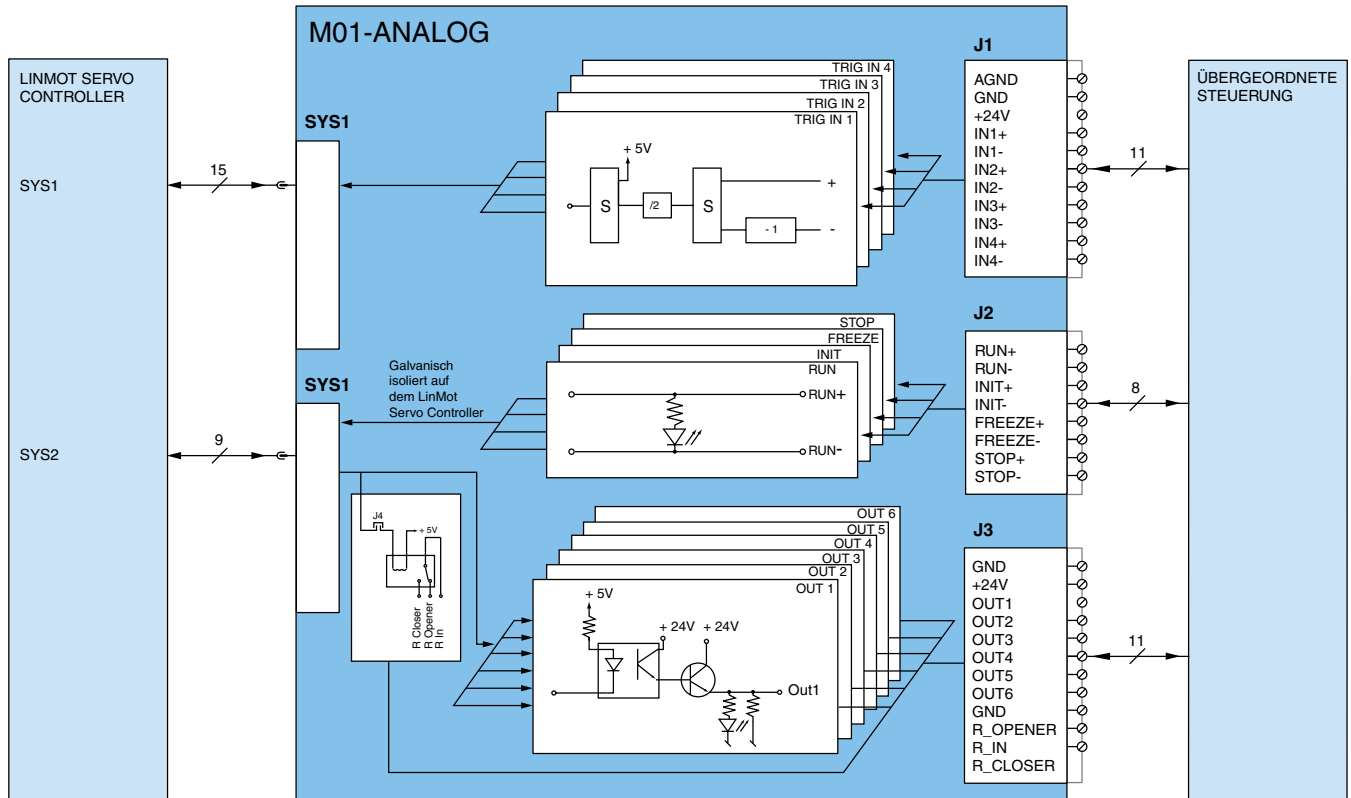 M01-ANALOG
LINMOT SERVO
CONTROLLER
SYS1
SYS2
15
9
SYS1
SYS1
TRIG IN 4
TRIG IN 3
TRIG IN 2
TRIG IN 1
+ 5V
S
/2
S
+
- 1
-
Galvanisch
isoliert auf
dem LinMot
Servo Controller
STOP
FREEZE
INIT
RUN
RUN+
RUN-
J4
+ 5V
R Closer
R Opener
R In
OUT 6
OUT 5
OUT 4
OUT 3
OUT 2
OUT 1
+ 5V
+ 24V
+ 24V
Out1
J1
AGND
GND
+24V
IN1+
IN1-
IN2+
IN2-
IN3+
IN3-
IN4+
IN4-
11
J2
RUN+
RUN-
INIT+
INIT-
FREEZE+
FREEZE-
STOP+
STOP-
8
J3
GND
+24V
OUT1
OUT2
OUT3
OUT4
OUT5
OUT6
GND
R_OPENER
R_IN
R_CLOSER
11
ÜBERGEORDNETE
STEUERUNG